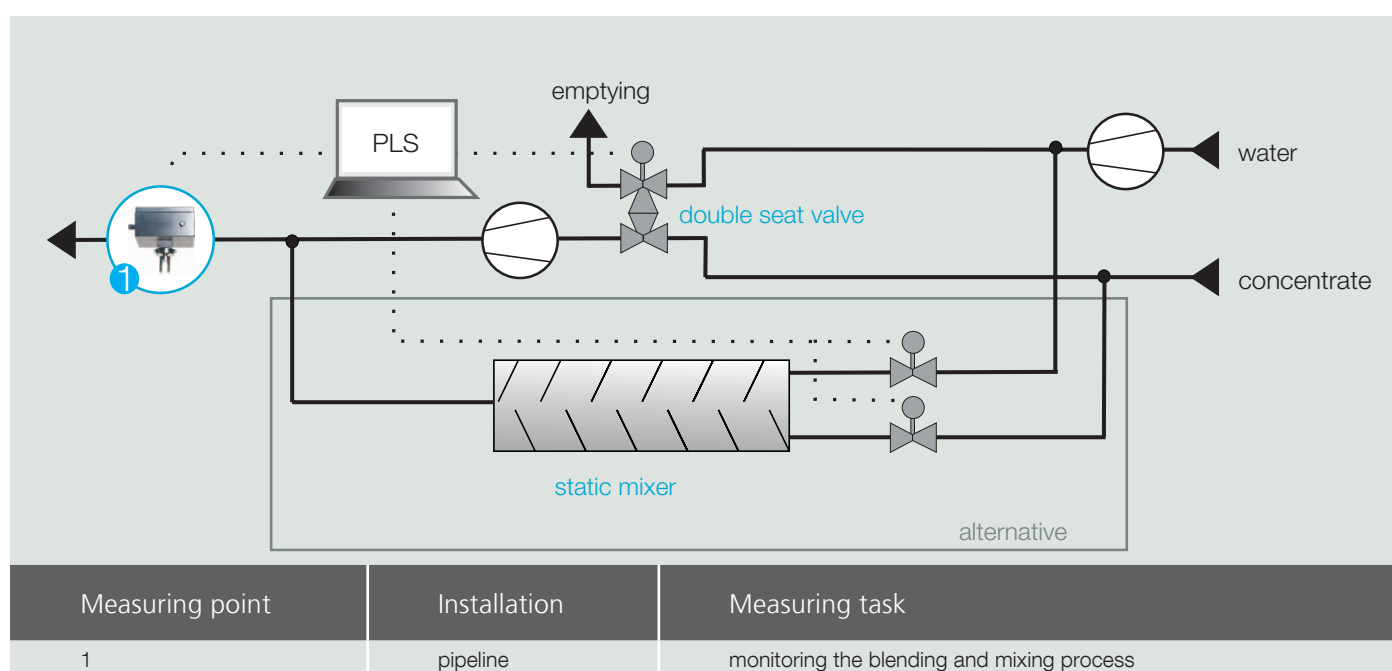 emptying
PLS
water
double seat valve
1
concentrate
static mixer
alternative
Measuring point Installation Measuring task
1 pipeline monitoring the blending and mixing process